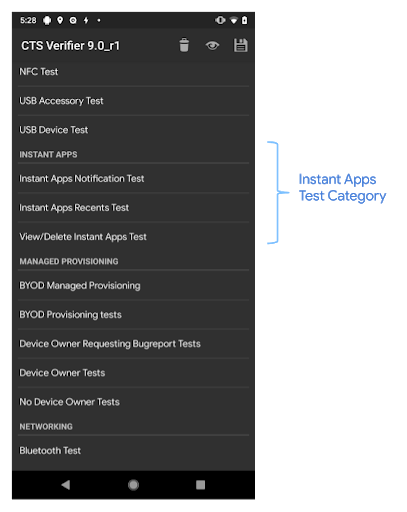 5:28
CTS Verifier 9.0_r1
NFC Test
USB Accessory Test
USB Device Test
INSTANT APPS
Instant Apps Notification Test
Instant Apps Recents Test
View/Delete Instant Apps Test
Instant Apps
Test Category
MANAGED PROVISIONING
BYOD Managed Provisioning
BYOD Provisioning tests
Device Owner Requesting Bugreport Tests
Device Owner Tests
No Device Owner Tests
NETWORKING
Bluetooth Test